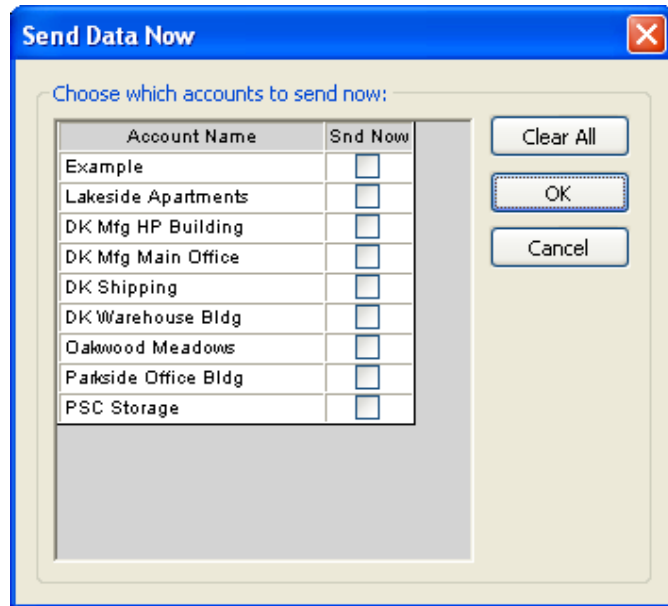 Send Data Now
Choose which accounts to send now:
Account Name Snd Now
Example
Lakeside Apartments
DK Mfg HP Building
DK Mfg Main Office
DK Shipping
DK Warehouse Bldg
Oakwood Meadows
Parkside Office Bldg
PSC Storage
Clear All
OK
Cancel